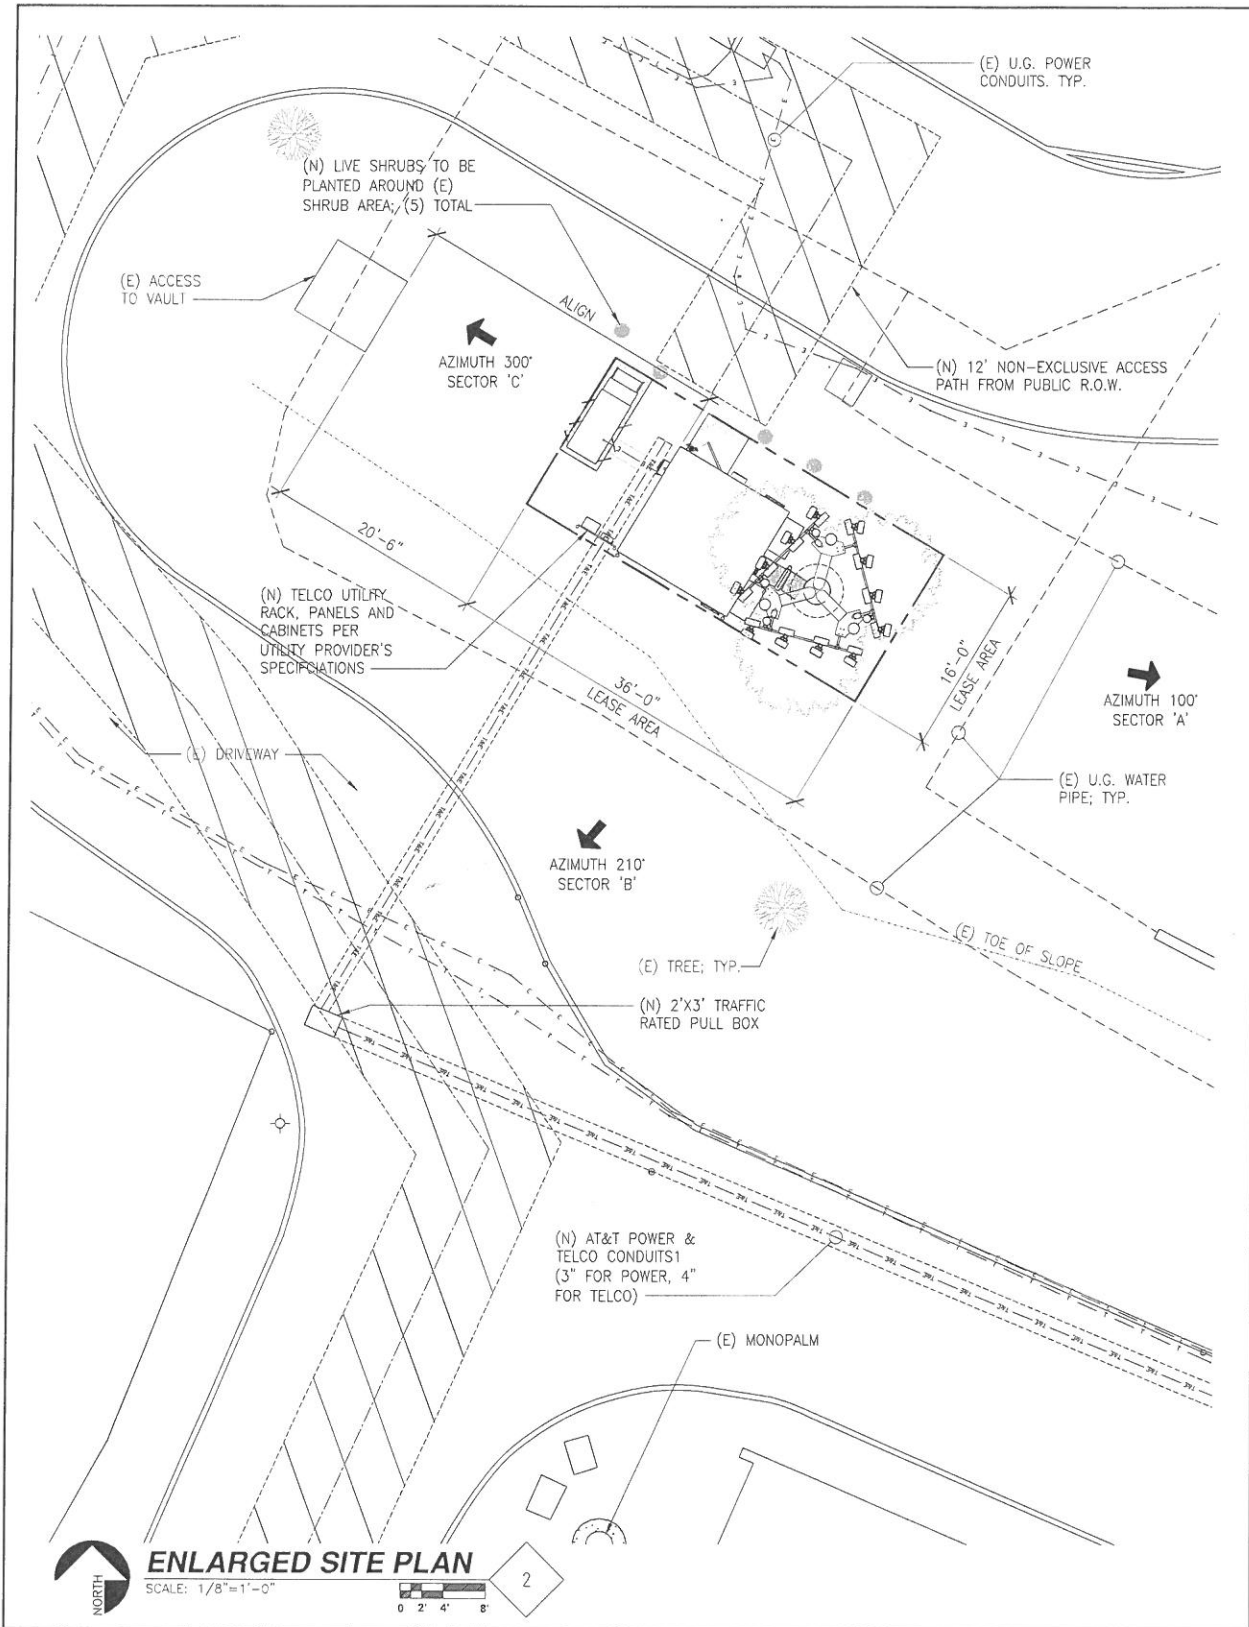 (E) U.G. POWER
CONDUITS. TYP.
(N) LIVE SHRUBS TO BE
PLANTED AROUND (E)
SHRUB AREA; (5) TOTAL
(E) ACCESS
TO VAULT
ALIGN
AZIMUTH 300°
SECTOR 'C'
(N) 12' NON-EXCLUSIVE ACCESS
PATH FROM PUBLIC R.O.W.
20'-6"
(N) TELCO UTILITY
RACK, PANELS AND
CABINETS PER
UTILITY PROVIDER'S
SPECIFCIATIONS
36'-0"
LEASE AREA
16'-0"
LEASE AREA
AZIMUTH 100°
SECTOR 'A'
(E) DRIVEWAY
(E) U.G. WATER
PIPE; TYP.
AZIMUTH 210°
SECTOR 'B'
(E) TOE OF SLOPE
(E) TREE; TYP.
(N) 2'X3' TRAFFIC
RATED PULL BOX
(N) AT&T POWER &
TELCO CONDUITS1
(3" FOR POWER, 4"
FOR TELCO)
(E) MONOPALM
NORTH
ENLARGED SITE PLAN
SCALE: 1/8"=1'-0"
0 2' 4' 8'
2